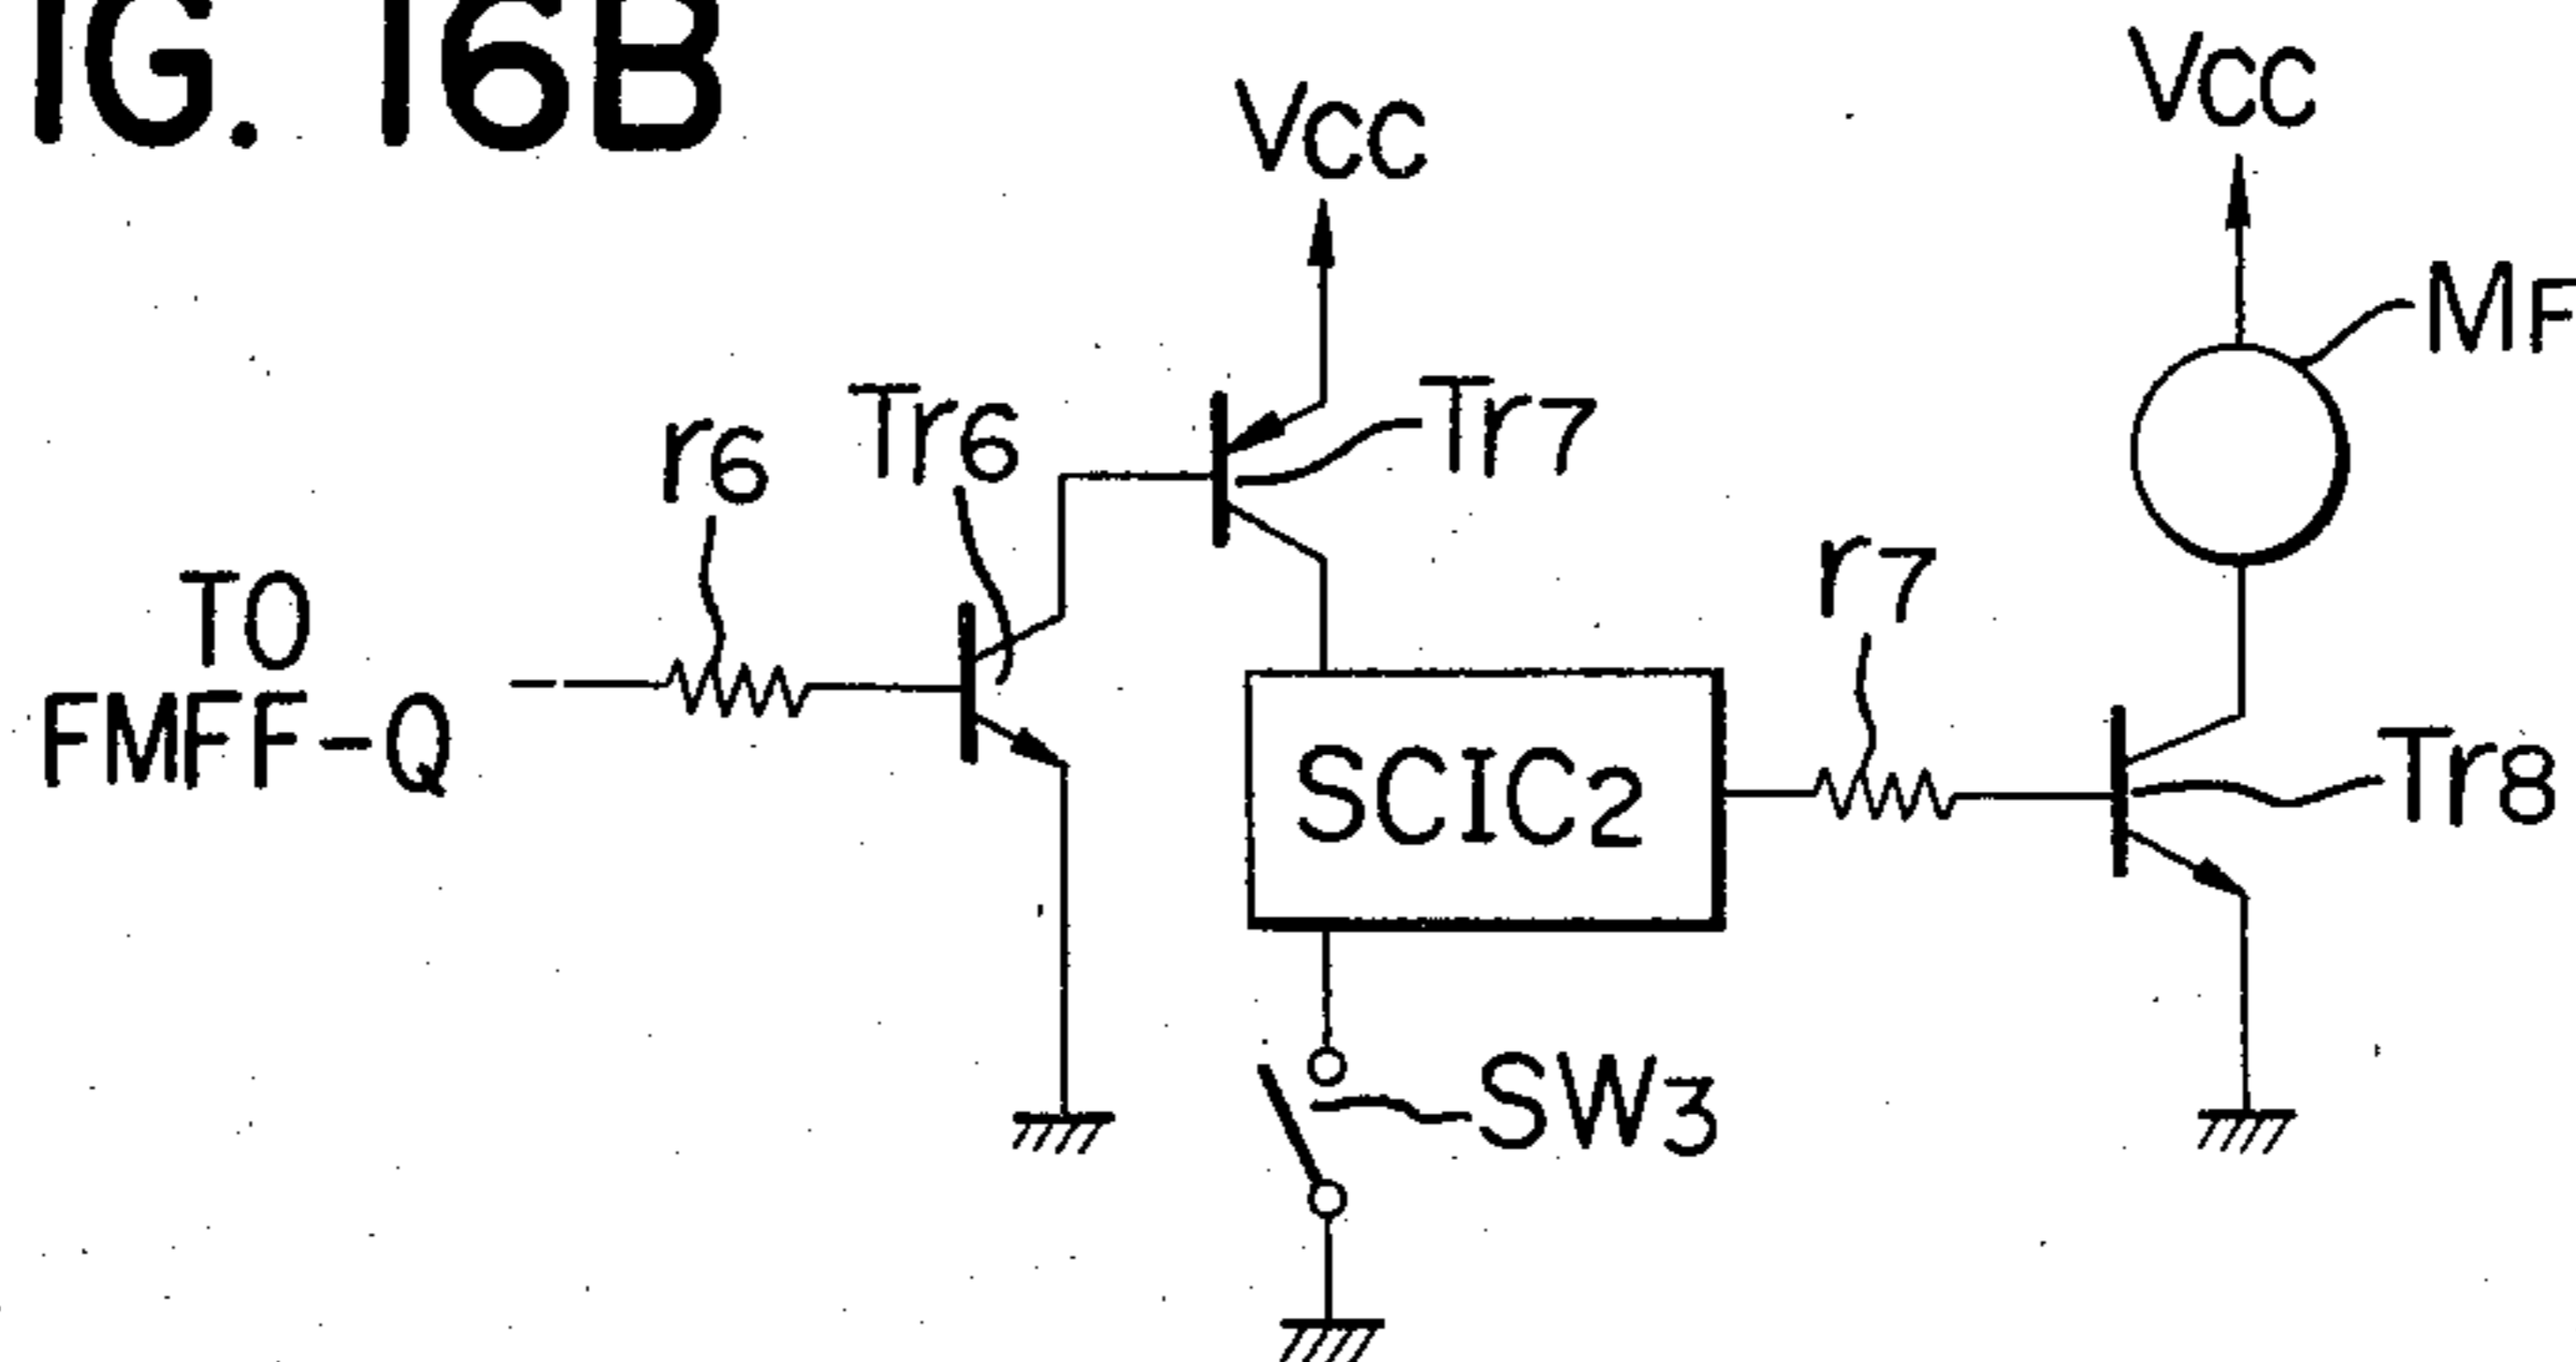 IG. 16B
Vcc
Vcc
MF
Tr6
Tr7
r6
r7
TO
FMFF-Q
SCIC2
Tr8
SW3